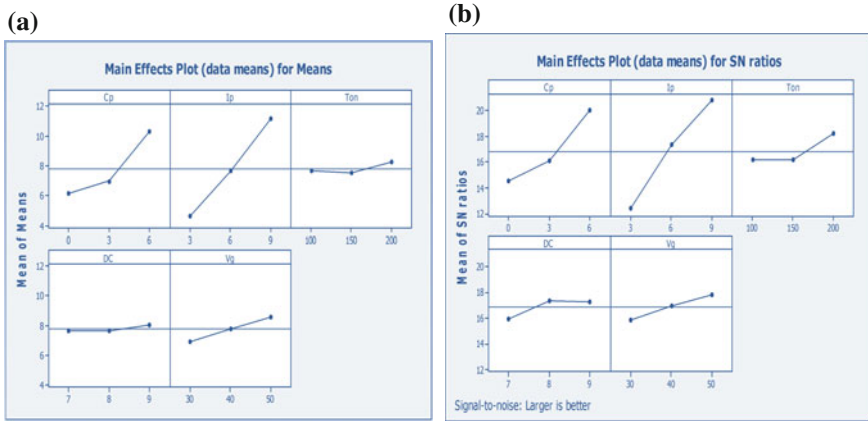 (a)
Main Effects Plot (data means) for Means
Cp Ip Ton
12
10
8
6
4
0 3 6 3 6 9 100 150 200
DC Vg
12
10
8
6
4
7 8 9 30 40 50
Mean of Means
(b)
Main Effects Plot (data means) for SN ratios
Cp Ip Ton
20
18
16
14
12
0 3 6 3 6 9 100 150 200
DC Vg
20
18
16
14
12
7 8 9 30 40 50
Mean of SN ratios
Signal-to-noise: Larger is better